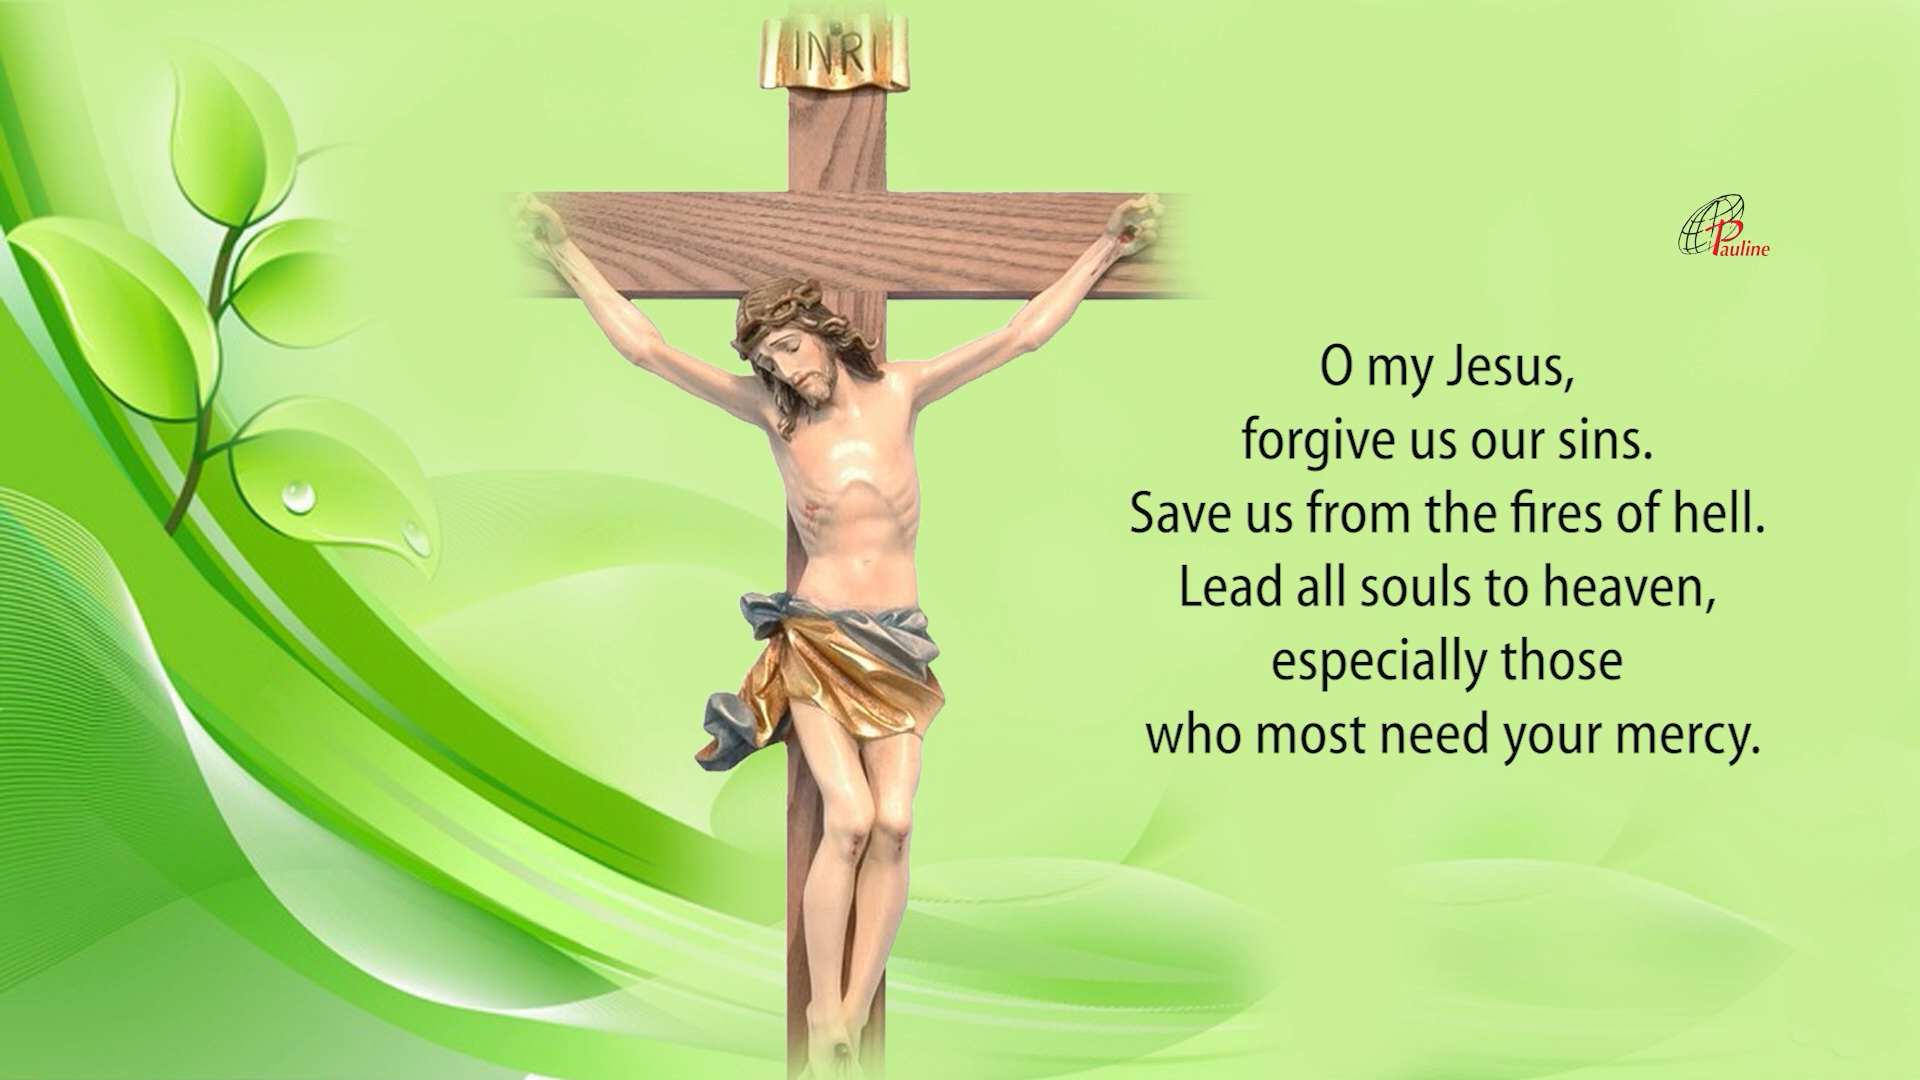 INRI
Pauline
O my Jesus,
forgive us our sins.
Save us from the fires of hell.
Lead all souls to heaven,
especially those
who most need your mercy.